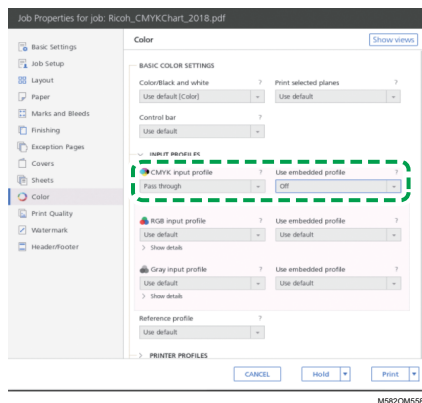 Job Properties for job: Ricoh_CMYKChart_2018.pdf
Basic Settings
Job Setup
Layout
Paper
Marks and Bleeds
Finishing
Exception Pages
Covers
Sheets
Color
Print Quality
Watermark
Header/Footer
Color
Show views
BASIC COLOR SETTINGS
Color/Black and white ? Print selected planes ?
Use default (Color) Use default
Control bar ?
Use default
INPUT PROFILES
CMYK input profile ? Use embedded profile ?
Pass through Off
RGB input profile ? Use embedded profile ?
Use default Use default
> Show details
Gray input profile ? Use embedded profile ?
Use default Use default
> Show details
Reference profile ?
Use default
> PRINTER PROFILES
CANCEL Hold Print
M582OM558